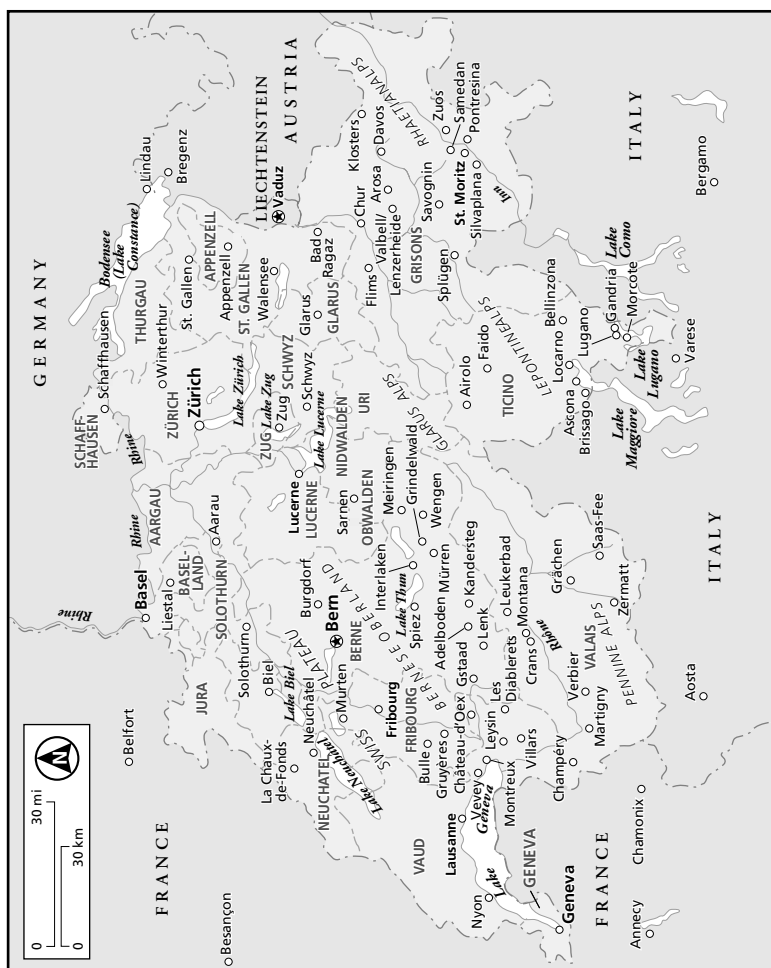 N
0
30 mi
0
30 km
GERMANY
FRANCE
FRANCE
ITALY
ITALY
AUSTRIA
LIECHTENSTEIN
Vaduz
Belfort
Besançon
Rhine
Rhine
Rhine
SCHAFF-
HAUSEN
Schaffhausen
Bodensee
(Lake
Constance)
Lindau
Bregenz
THURGAU
Winterthur
ZÜRICH
Zürich
Lake Zürich
St. Gallen
APPENZELL
Appenzell
ST. GALLEN
Walensee
Basel
Liestal
BASEL-
LAND
AARGAU
Aarau
SOLOTHURN
Solothurn
JURA
Biel
Lake Biel
La Chaux-
de-Fonds
Neuchâtel
NEUCHATEL
Lake Neuchâtel
Murten
SWISS
PLATEAU
Burgdorf
Bern
BERNE
Lucerne
LUCERNE
Lake Lucerne
ZUG
Zug
Lake Zug
SCHWYZ
Schwyz
Glarus
GLARUS
Bad
Ragaz
Sarnen
OBWALDEN
NIDWALDEN
URI
GLARUS ALPS
Fribourg
FRIBOURG
Bulle
Gruyères
Château-d'Oex
BERNESE OBERLAND
Interlaken
Lake Thun
Spiez
Meiringen
Grindelwald
Wengen
Mürren
Kandersteg
Adelboden
Lenk
Gstaad
Les
Diablerets
Leysin
Villars
VAUD
Lausanne
Vevey
Montreux
Lake
Geneva
Nyon
GENEVA
Geneva
Champéry
Martigny
Verbier
VALAIS
Crans
Montana
Leukerbad
Rhône
PENNINE ALPS
Grächen
Saas-Fee
Zermatt
Chur
Flims
Valbell/
Lenzerheide
Arosa
Klosters
Davos
RHAETIAN ALPS
GRISONS
Savognin
Splügen
Zuos
Samedan
Pontresina
St. Moritz
Silvaplana
Inn
Airolo
Faido
TICINO
LEPONTINE ALPS
Bellinzona
Locarno
Ascona
Brissago
Lugano
Gandria
Morcote
Lake
Maggiore
Lake
Lugano
Lake
Como
Varese
Bergamo
Aosta
Chamonix
Annecy